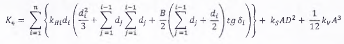 K_* = \sum_{i=1}^{n} \left\{ k_{Hi} d_i \left( \frac{d_i^2}{3} + \sum_{j=1}^{i-1} d_j \sum_{j=1}^{i-1} d_j + \frac{B}{2} \left( \sum_{j=1}^{i-1} d_j + \frac{d_i}{2} \right) tg\, \delta_i \right) \right\} + k_S A D^2 + \frac{1}{12} k_V A^3